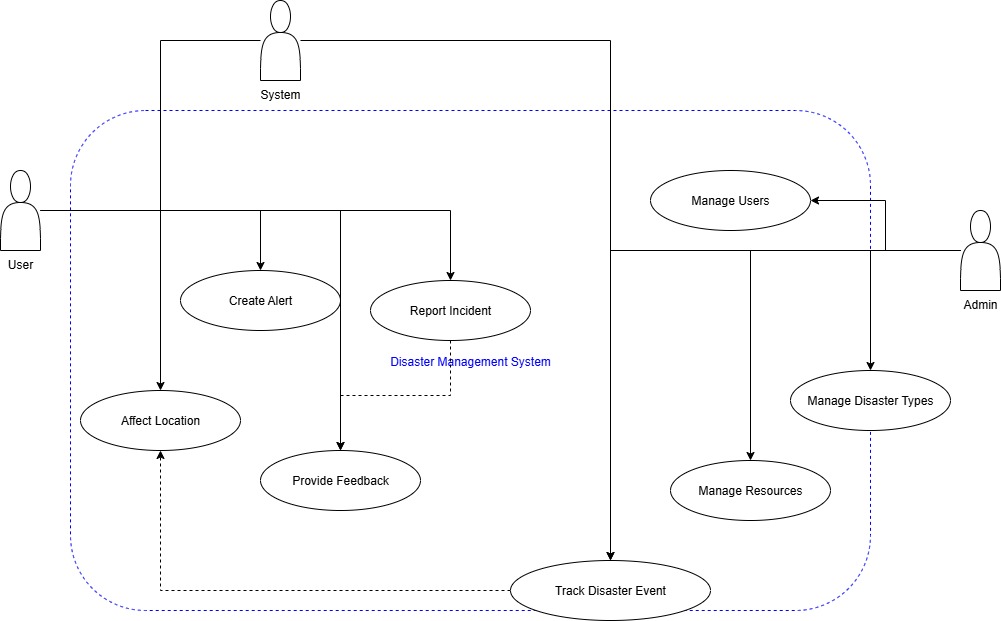 System
Manage Users
User
Create Alert
Report Incident
Admin
Disaster Management System
Manage Disaster Types
Affect Location
Provide Feedback
Manage Resources
Track Disaster Event